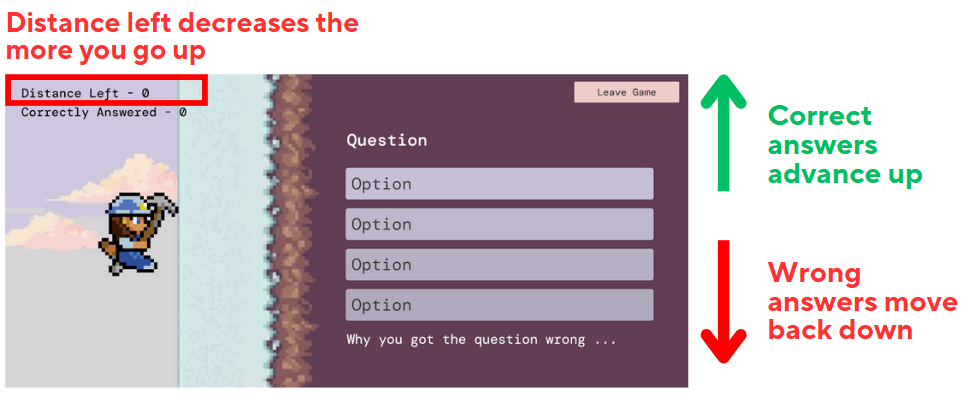 Distance left decreases the
more you go up
Distance Left - 0
Correctly Answered - 0
Leave Game
Question
Option
Option
Option
Option
Why you got the question wrong ...
Correct
answers
advance up
Wrong
answers move
back down